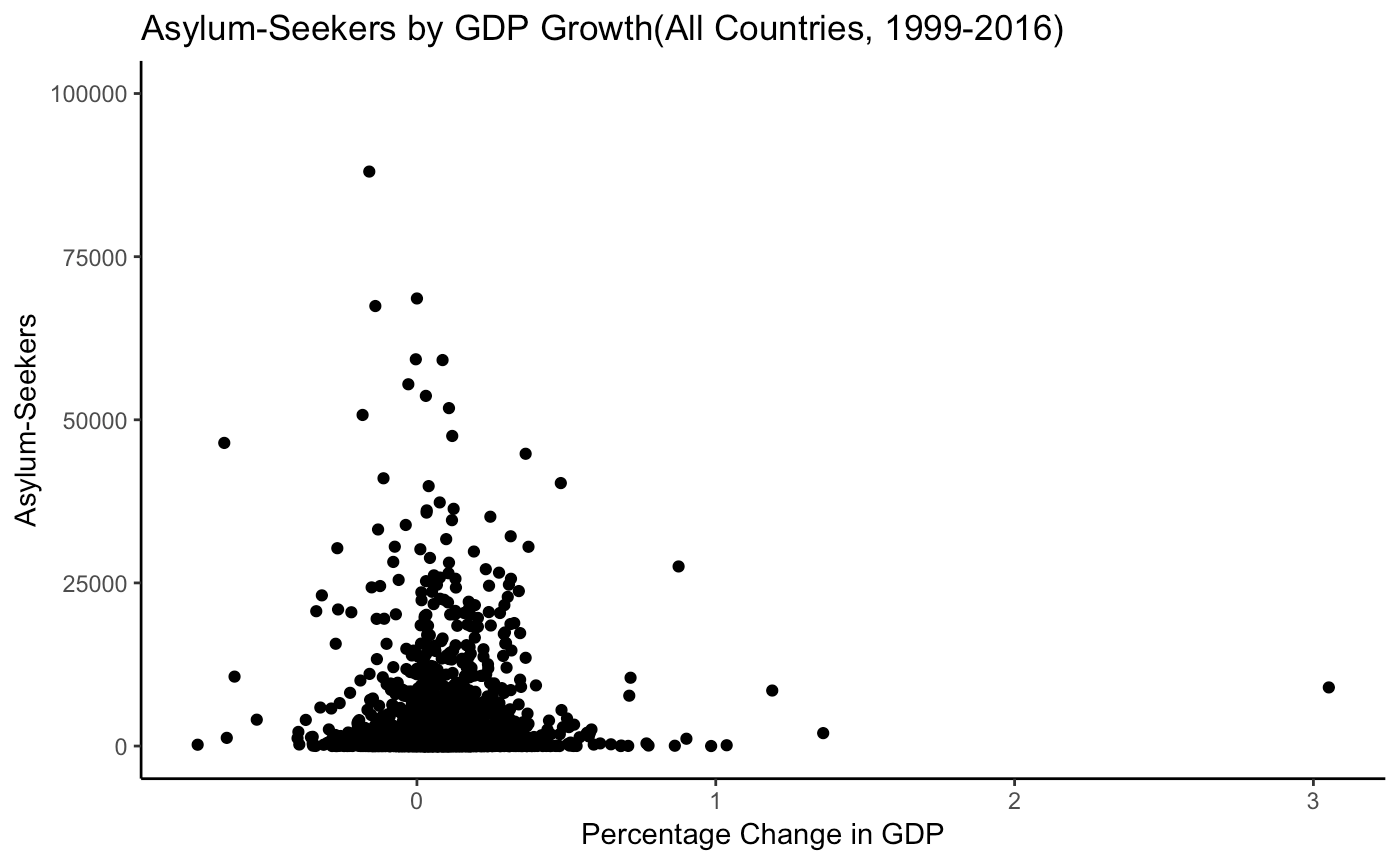 Asylum-Seekers by GDP Growth(All Countries, 1999-2016)
100000
75000
50000
25000
0
Asylum-Seekers
0 1 2 3
Percentage Change in GDP